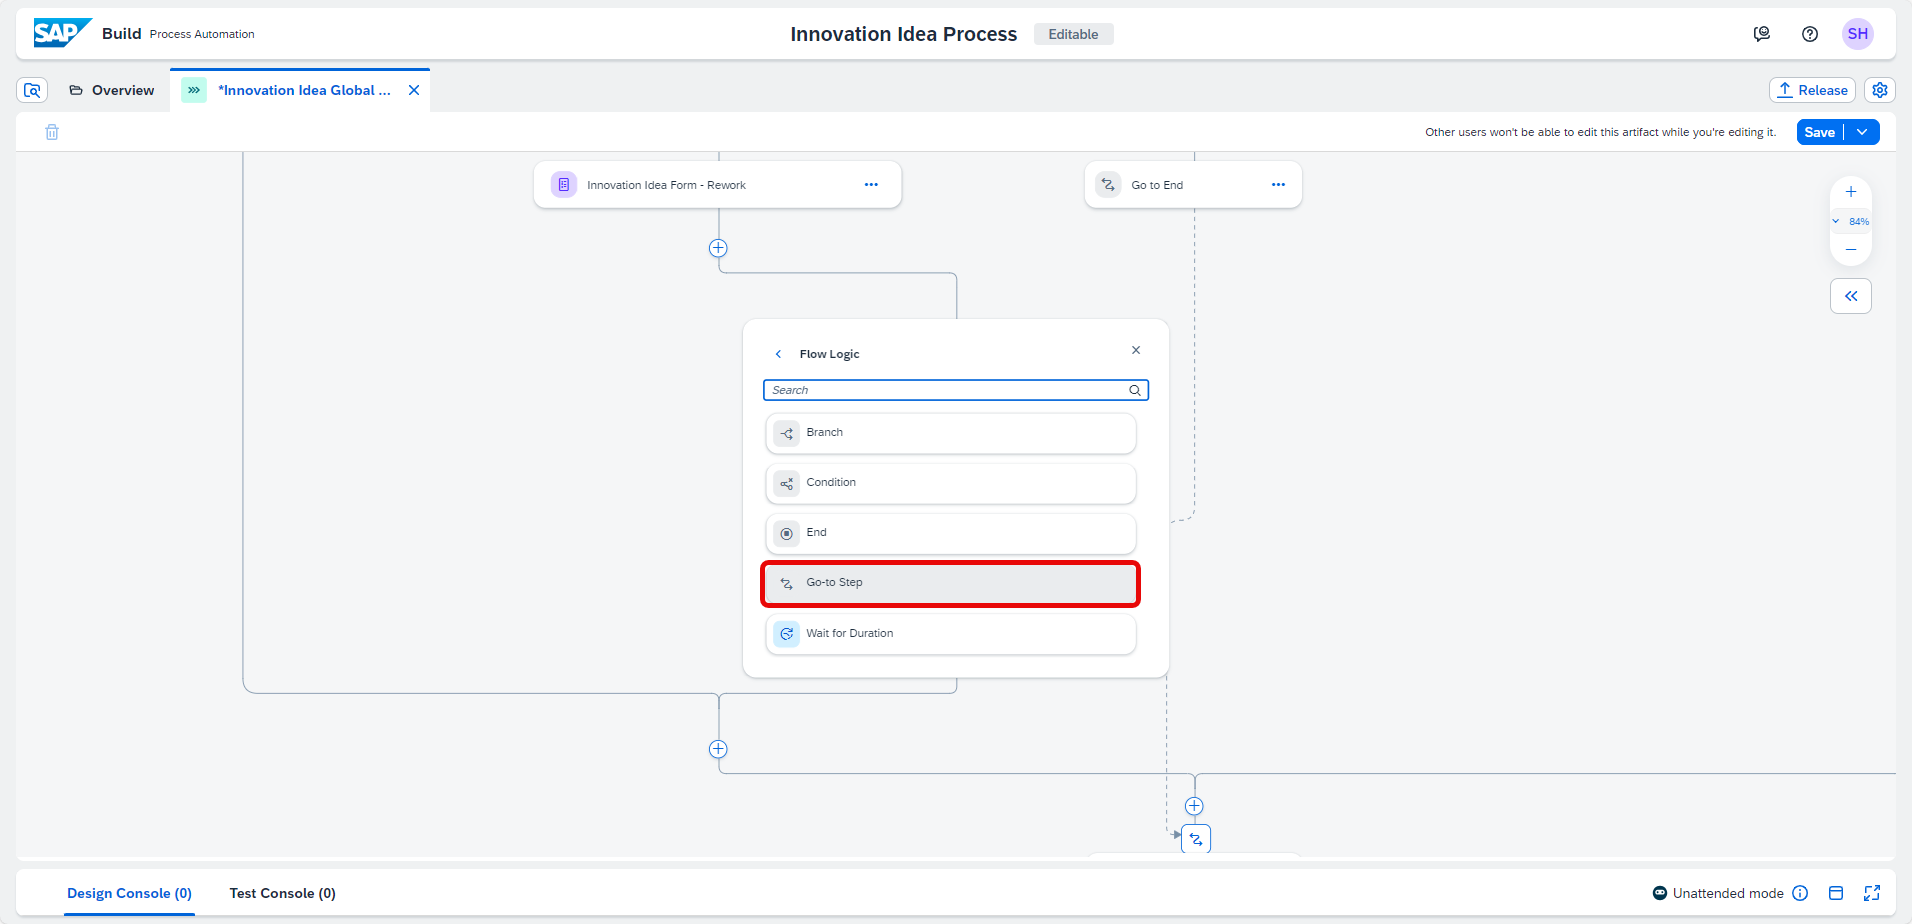 SAP Build Process Automation
Innovation Idea Process Editable
SH
Overview
*Innovation Idea Global ...
Release
Other users won't be able to edit this artifact while you're editing it.
Save
Innovation Idea Form - Rework
Go to End
84%
Flow Logic
Search
Branch
Condition
End
Go-to Step
Wait for Duration
Design Console (0)
Test Console (0)
Unattended mode